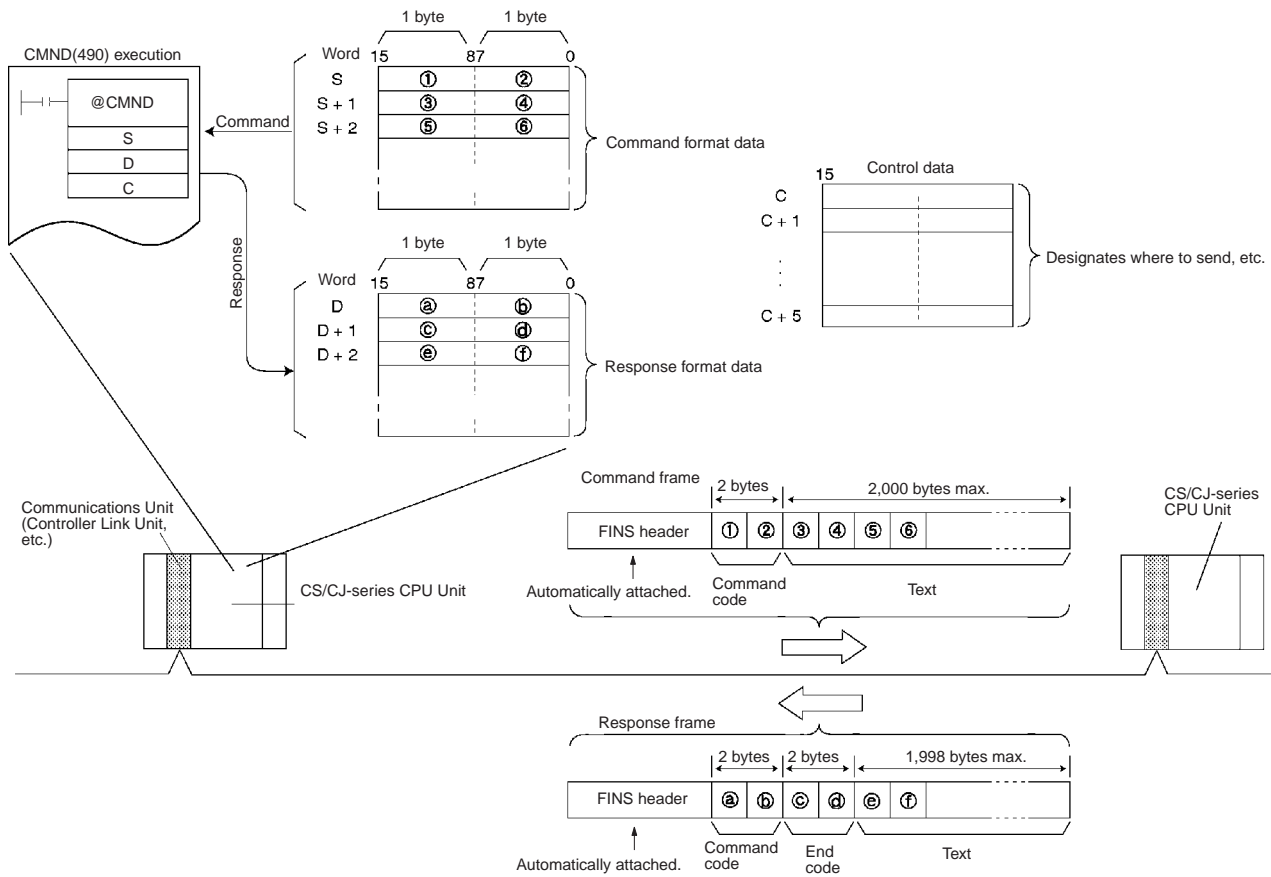 CMND(490) execution
@CMND
S
D
C
Command
Response
1 byte 1 byte
Word 15 87 0
S ① ②
S + 1 ③ ④
S + 2 ⑤ ⑥
Command format data
1 byte 1 byte
Word
15 87 0
D ⓐ ⓑ
D + 1 ⓒ ⓓ
D + 2 ⓔ ⓕ
Response format data
15 Control data
C
C + 1
C + 5
Designates where to send, etc.
Communications Unit
(Controller Link Unit,
etc.)
CS/CJ-series CPU Unit
Command frame
2 bytes 2,000 bytes max.
FINS header ① ② ③ ④ ⑤ ⑥
Automatically attached.
Command
code
Text
CS/CJ-series
CPU Unit
Response frame
2 bytes 2 bytes 1,998 bytes max.
FINS header ⓐ ⓑ ⓒ ⓓ ⓔ ⓕ
Automatically attached.
Command
code
End
code
Text